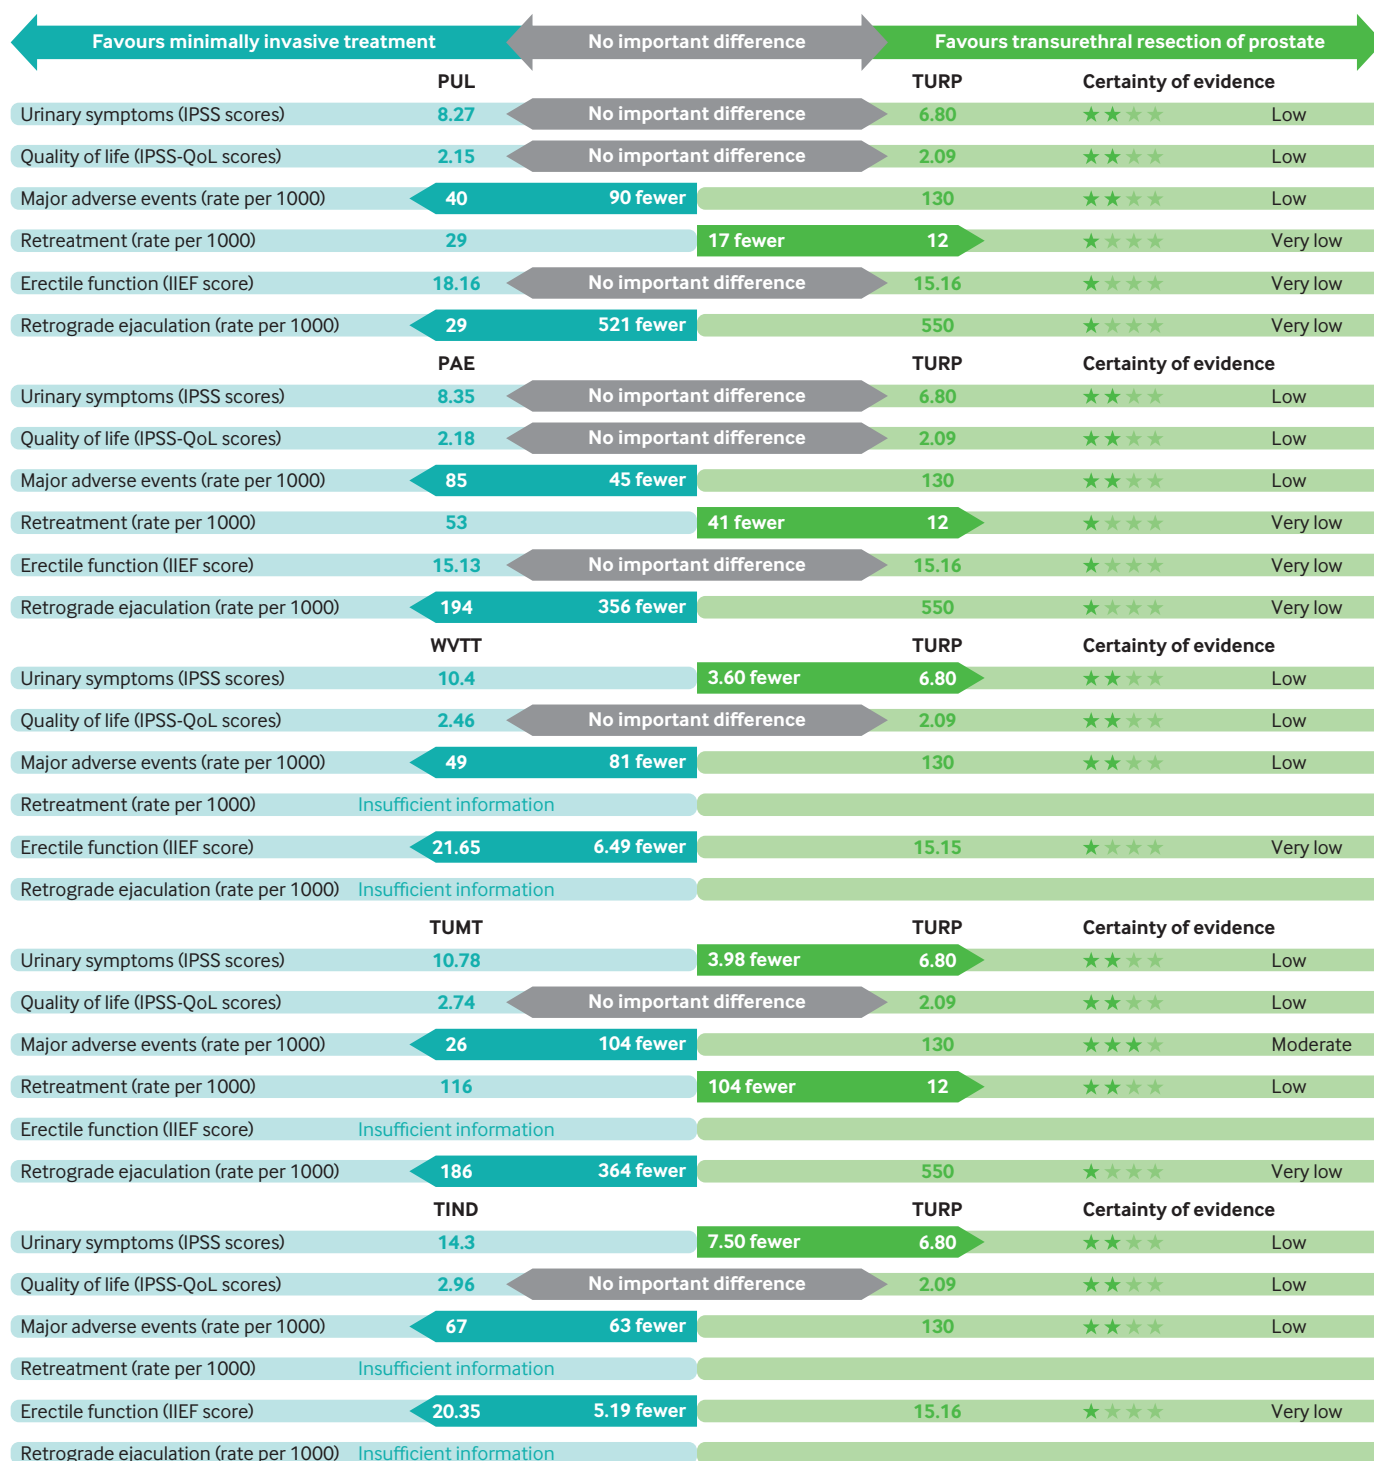 Favours minimally invasive treatment No important difference Favours transurethral resection of prostate
PUL TURP Certainty of evidence
Urinary symptoms (IPSS scores) 8.27 No important difference 6.80 ★★★★ Low
Quality of life (IPSS-QoL scores) 2.15 No important difference 2.09 ★★★★ Low
Major adverse events (rate per 1000) 40 90 fewer 130 ★★★★ Low
Retreatment (rate per 1000) 29 17 fewer 12 ★★★★ Very low
Erectile function (IIEF score) 18.16 No important difference 15.16 ★★★★ Very low
Retrograde ejaculation (rate per 1000) 29 521 fewer 550 ★★★★ Very low
PAE TURP Certainty of evidence
Urinary symptoms (IPSS scores) 8.35 No important difference 6.80 ★★★★ Low
Quality of life (IPSS-QoL scores) 2.18 No important difference 2.09 ★★★★ Low
Major adverse events (rate per 1000) 85 45 fewer 130 ★★★★ Low
Retreatment (rate per 1000) 53 41 fewer 12 ★★★★ Very low
Erectile function (IIEF score) 15.13 No important difference 15.16 ★★★★ Very low
Retrograde ejaculation (rate per 1000) 194 356 fewer 550 ★★★★ Very low
WVTT TURP Certainty of evidence
Urinary symptoms (IPSS scores) 10.4 3.60 fewer 6.80 ★★★★ Low
Quality of life (IPSS-QoL scores) 2.46 No important difference 2.09 ★★★★ Low
Major adverse events (rate per 1000) 49 81 fewer 130 ★★★★ Low
Retreatment (rate per 1000) Insufficient information
Erectile function (IIEF score) 21.65 6.49 fewer 15.15 ★★★★ Very low
Retrograde ejaculation (rate per 1000) Insufficient information
TUMT TURP Certainty of evidence
Urinary symptoms (IPSS scores) 10.78 3.98 fewer 6.80 ★★★★ Low
Quality of life (IPSS-QoL scores) 2.74 No important difference 2.09 ★★★★ Low
Major adverse events (rate per 1000) 26 104 fewer 130 ★★★★ Moderate
Retreatment (rate per 1000) 116 104 fewer 12 ★★★★ Low
Erectile function (IIEF score) Insufficient information
Retrograde ejaculation (rate per 1000) 186 364 fewer 550 ★★★★ Very low
TIND TURP Certainty of evidence
Urinary symptoms (IPSS scores) 14.3 7.50 fewer 6.80 ★★★★ Low
Quality of life (IPSS-QoL scores) 2.96 No important difference 2.09 ★★★★ Low
Major adverse events (rate per 1000) 67 63 fewer 130 ★★★★ Low
Retreatment (rate per 1000) Insufficient information
Erectile function (IIEF score) 20.35 5.19 fewer 15.16 ★★★★ Very low
Retrograde ejaculation (rate per 1000) Insufficient information